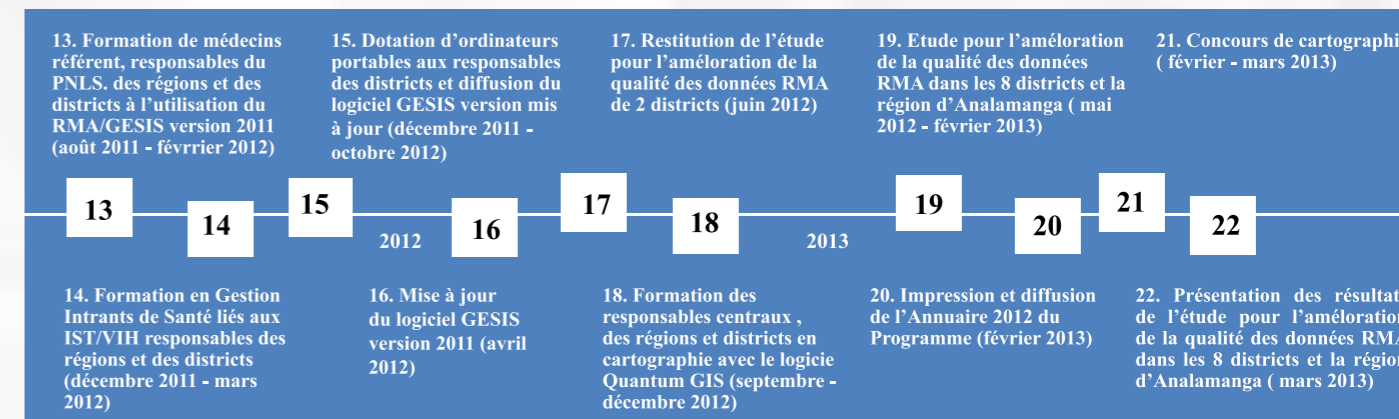 13. Formation de médecins
référent, responsables du
PNLS. des régions et des
districts à l'utilisation du
RMA/GESIS version 2011
(août 2011 - févrrier 2012)
15. Dotation d'ordinateurs
portables aux responsables
des districts et diffusion du
logiciel GESIS version mis
à jour (décembre 2011 -
octobre 2012)
17. Restitution de l'étude
pour l'améloration de la
qualité des données RMA
de 2 districts (juin 2012)
19. Etude pour l'améloration
de la qualité des données
RMA dans les 8 districts et la
région d'Analamanga ( mai
2012 - février 2013)
21. Concours de cartographi
( février - mars 2013)
13
14
15
2012
16
17
18
2013
19
20
21
22
14. Formation en Gestion
Intrants de Santé liés aux
IST/VIH responsables des
régions et des districts
(décembre 2011 - mars
2012)
16. Mise à jour
du logiciel GESIS
version 2011 (avril
2012)
18. Formation des
responsables centraux ,
des régions et districts en
cartographie avec le logicie
Quantum GIS (septembre -
décembre 2012)
20. Impression et diffusion
de l'Annuaire 2012 du
Programme (février 2013)
22. Présentation des résultat
de l'étude pour l'améloration
de la qualité des données RMA
dans les 8 districts et la région
d'Analamanga ( mars 2013)